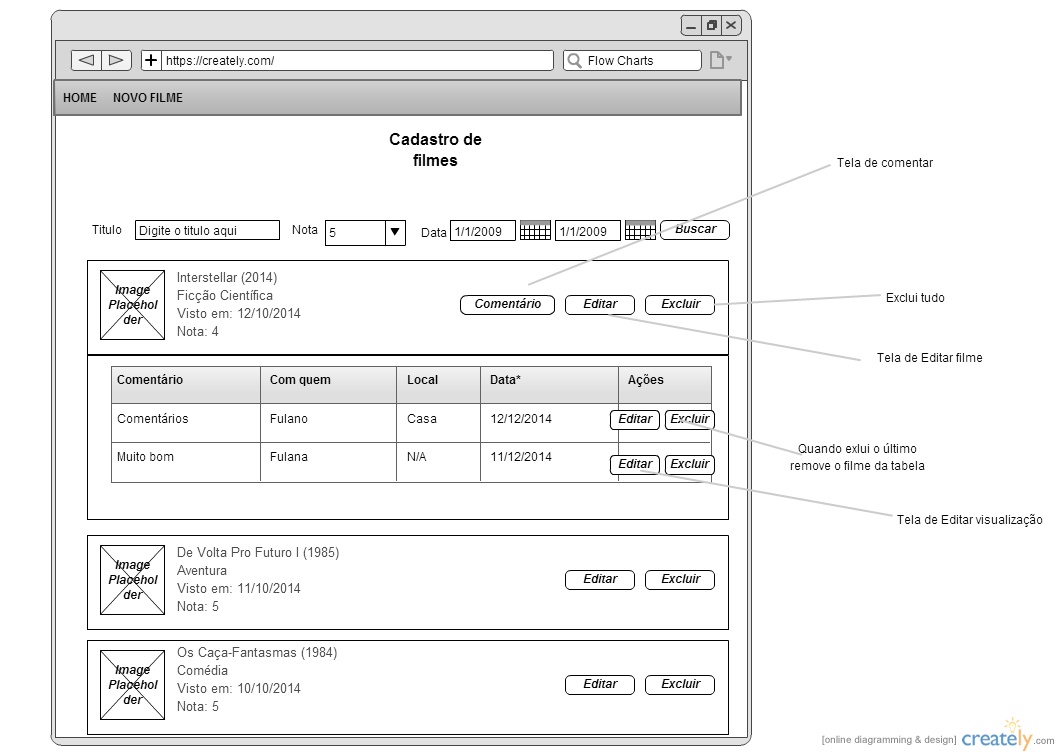 https://creately.com/
Flow Charts
HOME NOVO FILME
Cadastro de
filmes
Tela de comentar
Titulo Digite o titulo aqui Nota 5 Data 1/1/2009 1/1/2009 Buscar
Interstellar (2014)
Ficção Científica
Visto em: 12/10/2014
Nota: 4
Image
Placehol
der
Comentário Editar Excluir
Exclui tudo
Tela de Editar filme
Comentário Com quem Local Data* Ações
Comentários Fulano Casa 12/12/2014 Editar Excluir
Muito bom Fulana N/A 11/12/2014 Editar Excluir
Quando exlui o último
remove o filme da tabela
Tela de Editar visualização
De Volta Pro Futuro I (1985)
Aventura
Visto em: 11/10/2014
Nota: 5
Image
Placehol
der
Editar Excluir
Os Caça-Fantasmas (1984)
Comédia
Visto em: 10/10/2014
Nota: 5
Image
Placehol
der
Editar Excluir
[online diagramming & design] creately.com